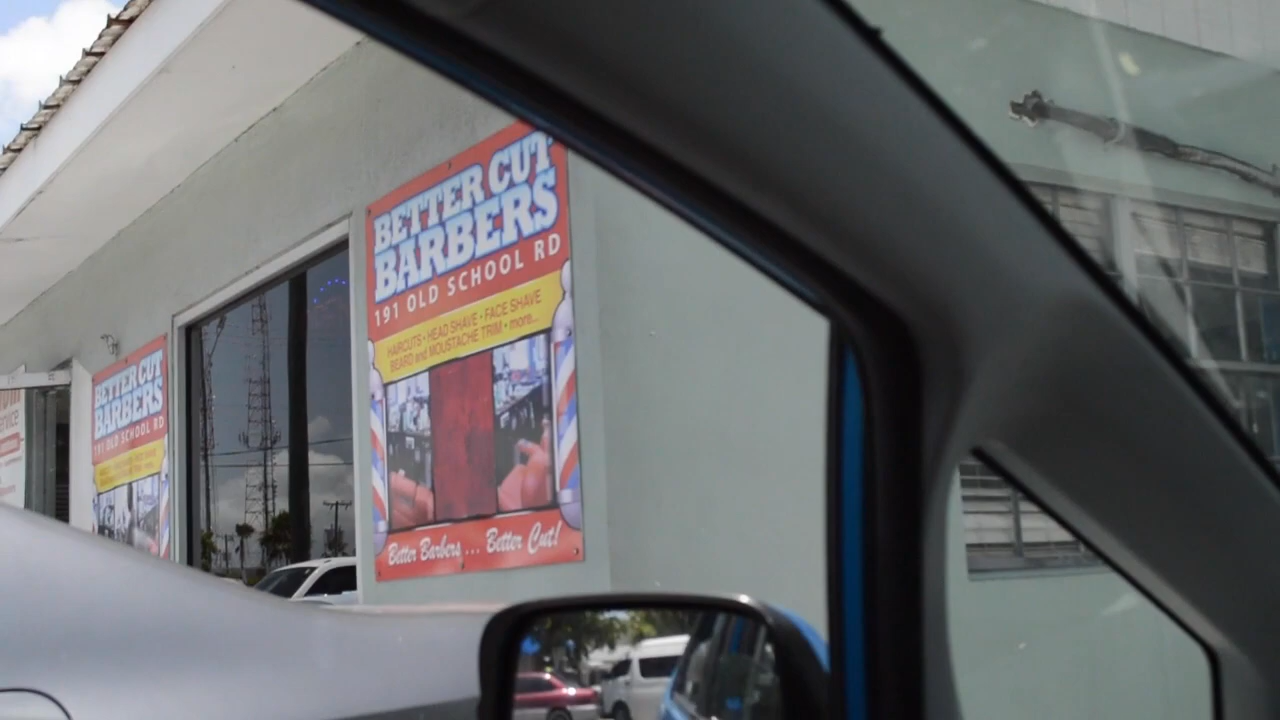 BETTER CUT
BARBERS
191 OLD SCHOOL RD
HAIRCUTS • HEAD SHAVE • FACE SHAVE
BEARD and MOUSTACHE TRIM • more...
Better Barbers ... Better Cut!
BETTER CUT
BARBERS
191 OLD SCHOOL RD